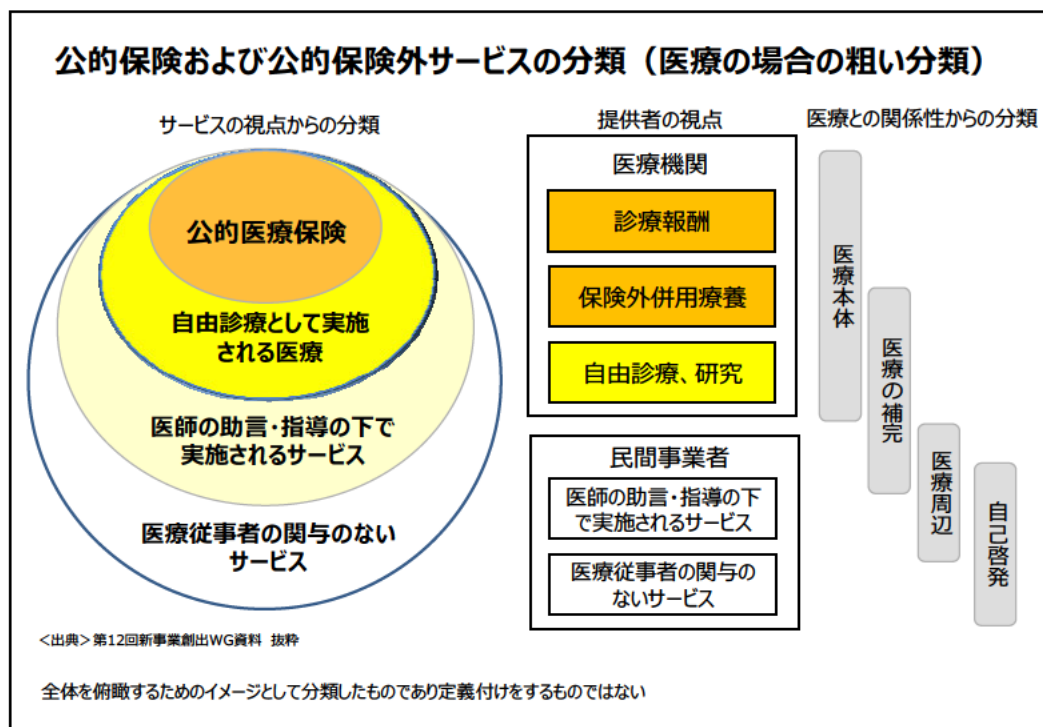 公的保険および公的保険外サービスの分類（医療の場合の粗い分類）
サービスの視点からの分類
公的医療保険
自由診療として実施
される医療
医師の助言・指導の下で
実施されるサービス
医療従事者の関与のない
サービス
提供者の視点
医療機関
診療報酬
保険外併用療養
自由診療、研究
民間事業者
医師の助言・指導の下
で実施されるサービス
医療従事者の関与の
ないサービス
医療との関係性からの分類
医療本体
医療の補完
医療周辺
自己啓発
＜出典＞第12回新事業創出WG資料 抜粋
全体を俯瞰するためのイメージとして分類したものであり定義付けをするものではない